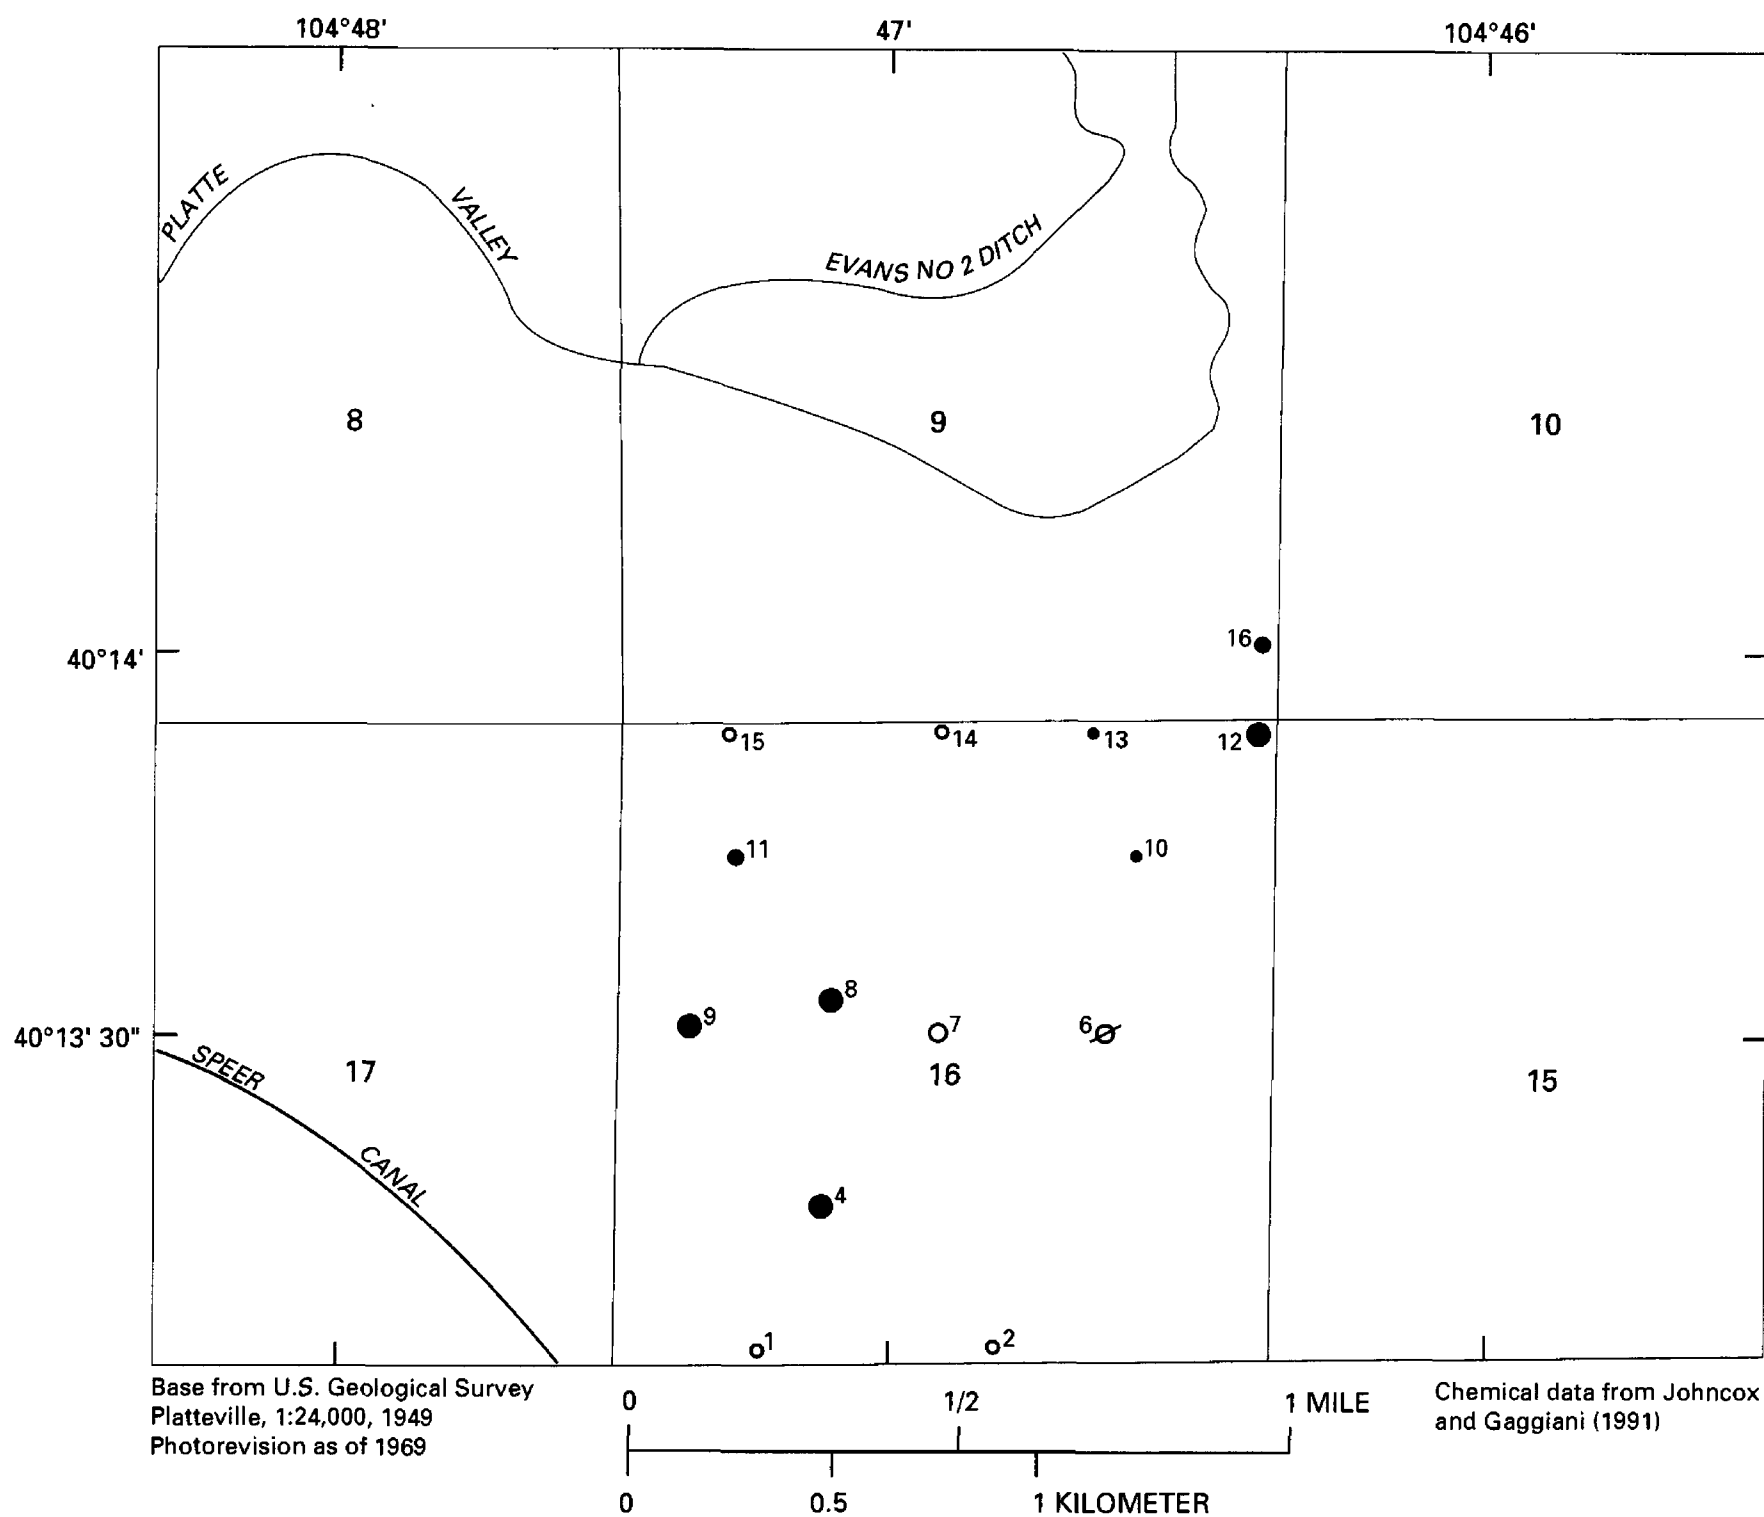 104°48' 47' 104°46'
PLATTE VALLEY
EVANS NO 2 DITCH
8 9 10
16
40°14'
15 14 13 12
11 10
8
9 7 6
40°13' 30"
SPEER CANAL
17 16 15
4
1 2
Base from U.S. Geological Survey
Platteville, 1:24,000, 1949
Photorevision as of 1969
0 1/2 1 MILE
0 0.5 1 KILOMETER
Chemical data from Johncox
and Gaggiani (1991)